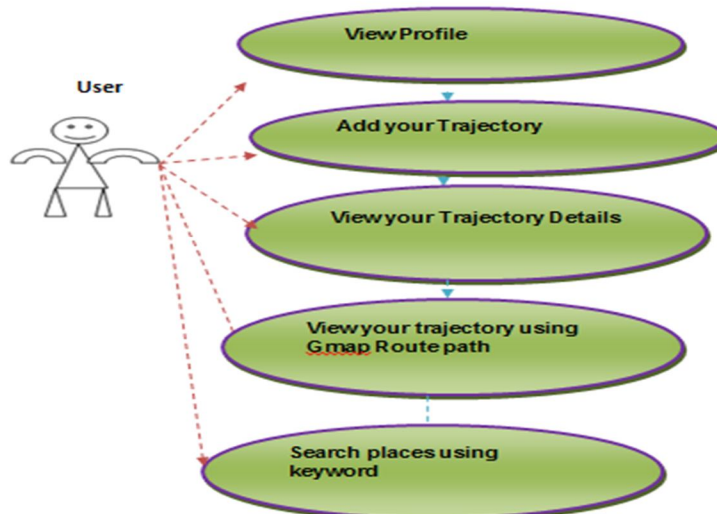 View Profile
User
Add your Trajectory
View your Trajectory Details
View your trajectory using
Gmap Route path
Search places using
keyword